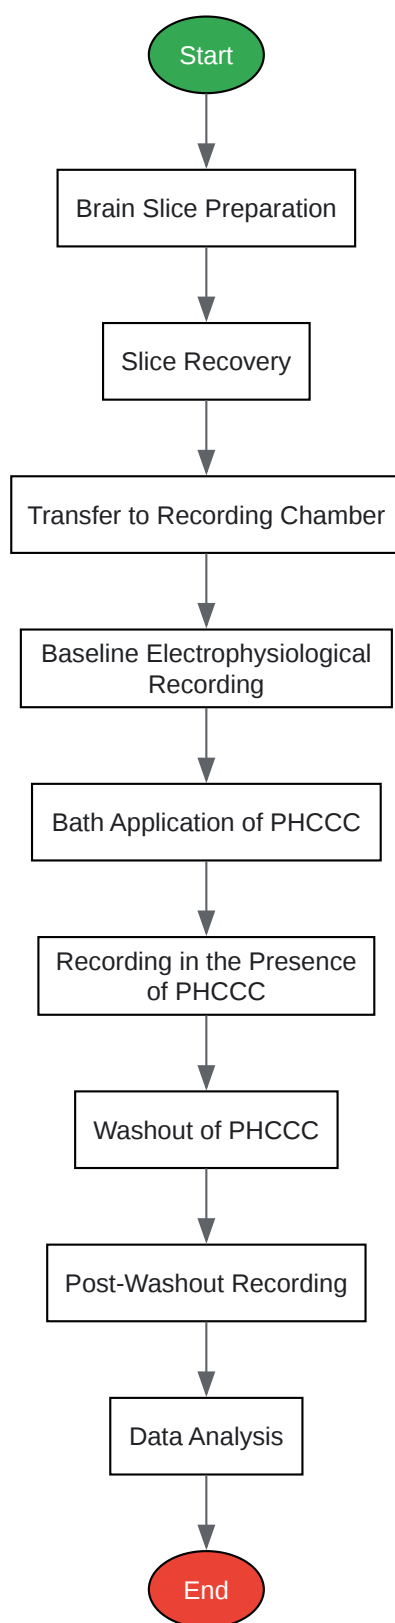 Start
Brain Slice Preparation
Slice Recovery
Transfer to Recording Chamber
Baseline Electrophysiological
Recording
Bath Application of PHCCC
Recording in the Presence
of PHCCC
Washout of PHCCC
Post-Washout Recording
Data Analysis
End